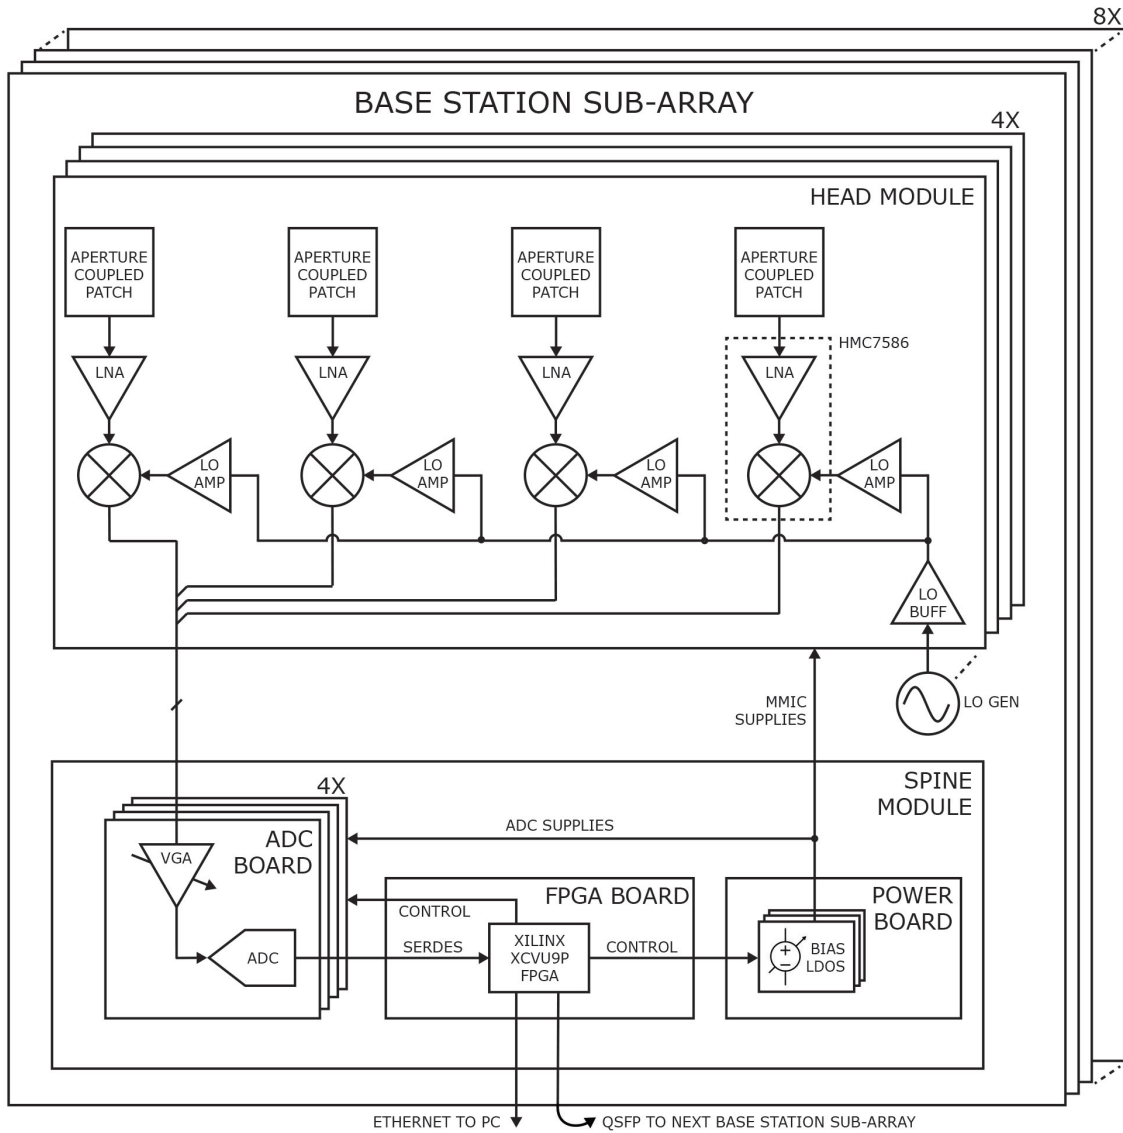 8X
BASE STATION SUB-ARRAY
4X
HEAD MODULE
APERTURE
COUPLED
PATCH
APERTURE
COUPLED
PATCH
APERTURE
COUPLED
PATCH
APERTURE
COUPLED
PATCH
HMC7586
LNA
LNA
LNA
LNA
LO
AMP
LO
AMP
LO
AMP
LO
AMP
LO
BUFF
LO GEN
MMIC
SUPPLIES
SPINE
MODULE
4X
ADC SUPPLIES
ADC
BOARD
VGA
FPGA BOARD
POWER
BOARD
CONTROL
SERDES
XILINX
XCVU9P
FPGA
CONTROL
BIAS
LDOS
ADC
ETHERNET TO PC
QSFP TO NEXT BASE STATION SUB-ARRAY